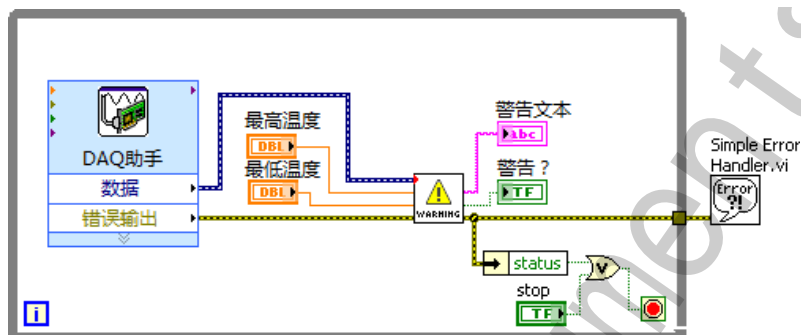 最高温度
DBL
最低温度
DBL
DAQ助手
数据
错误输出
WARNING
警告文本
abc
警告？
TF
Simple Error
Handler.vi
Error
?!
status
V
stop
TF
i